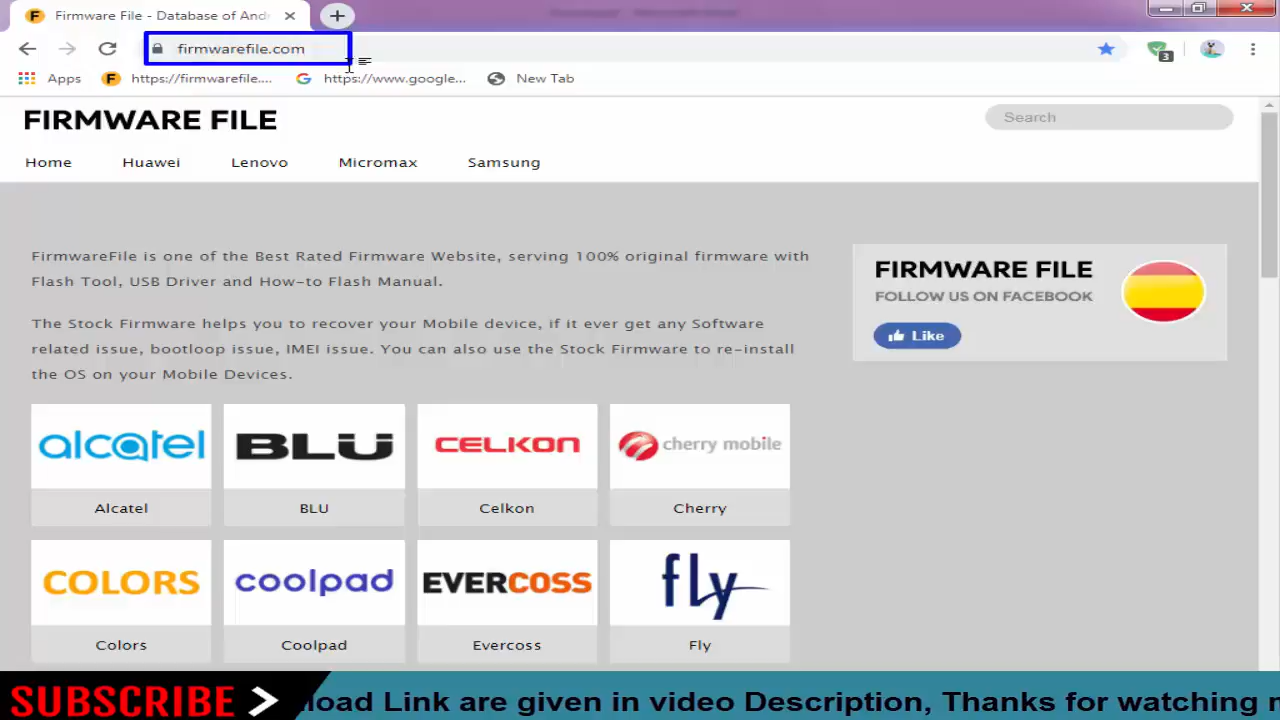 Firmware File - Database of And
firmwarefile.com
3
Apps
https://firmwarefile....
https://www.google...
New Tab
FIRMWARE FILE
Search
Home
Huawei
Lenovo
Micromax
Samsung
FirmwareFile is one of the Best Rated Firmware Website, serving 100% original firmware with
Flash Tool, USB Driver and How-to Flash Manual.
The Stock Firmware helps you to recover your Mobile device, if it ever get any Software
related issue, bootloop issue, IMEI issue. You can also use the Stock Firmware to re-install
the OS on your Mobile Devices.
FIRMWARE FILE
FOLLOW US ON FACEBOOK
Like
alcatel
BLU
CELKON
cherry mobile
Alcatel
BLU
Celkon
Cherry
COLORS
coolpad
EVERCOSS
fly
Colors
Coolpad
Evercoss
Fly
SUBSCRIBE
load Link are given in video Description, Thanks for watching